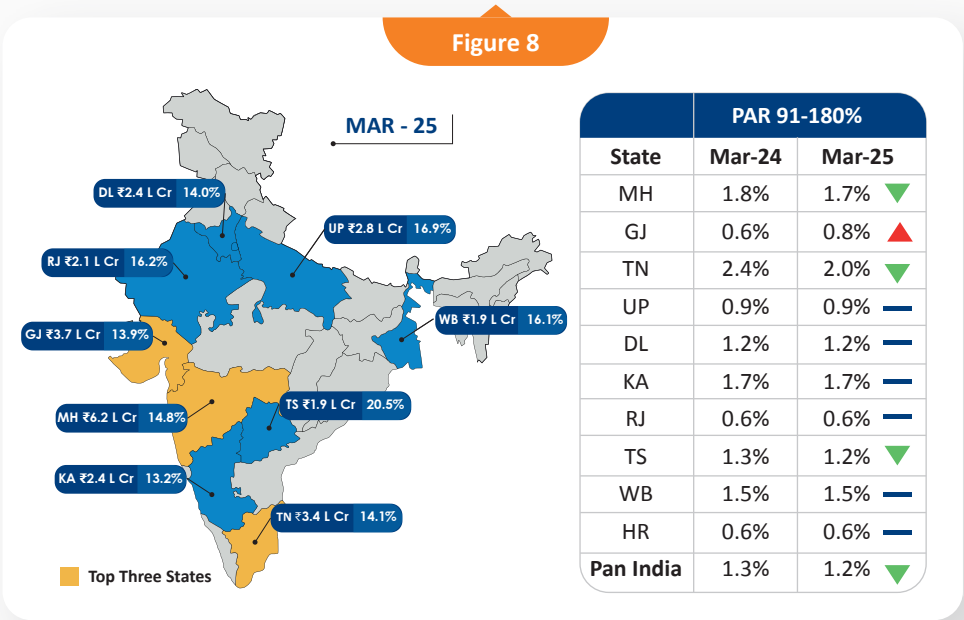 Figure 8
MAR - 25
DL ₹2.4 L Cr 14.0%
UP ₹2.8 L Cr 16.9%
RJ ₹2.1 L Cr 16.2%
WB ₹1.9 L Cr 16.1%
GJ ₹3.7 L Cr 13.9%
TS ₹1.9 L Cr 20.5%
MH ₹6.2 L Cr 14.8%
KA ₹2.4 L Cr 13.2%
TN ₹3.4 L Cr 14.1%
Top Three States
PAR 91-180%
State Mar-24 Mar-25
MH 1.8% 1.7%
GJ 0.6% 0.8%
TN 2.4% 2.0%
UP 0.9% 0.9%
DL 1.2% 1.2%
KA 1.7% 1.7%
RJ 0.6% 0.6%
TS 1.3% 1.2%
WB 1.5% 1.5%
HR 0.6% 0.6%
Pan India 1.3% 1.2%